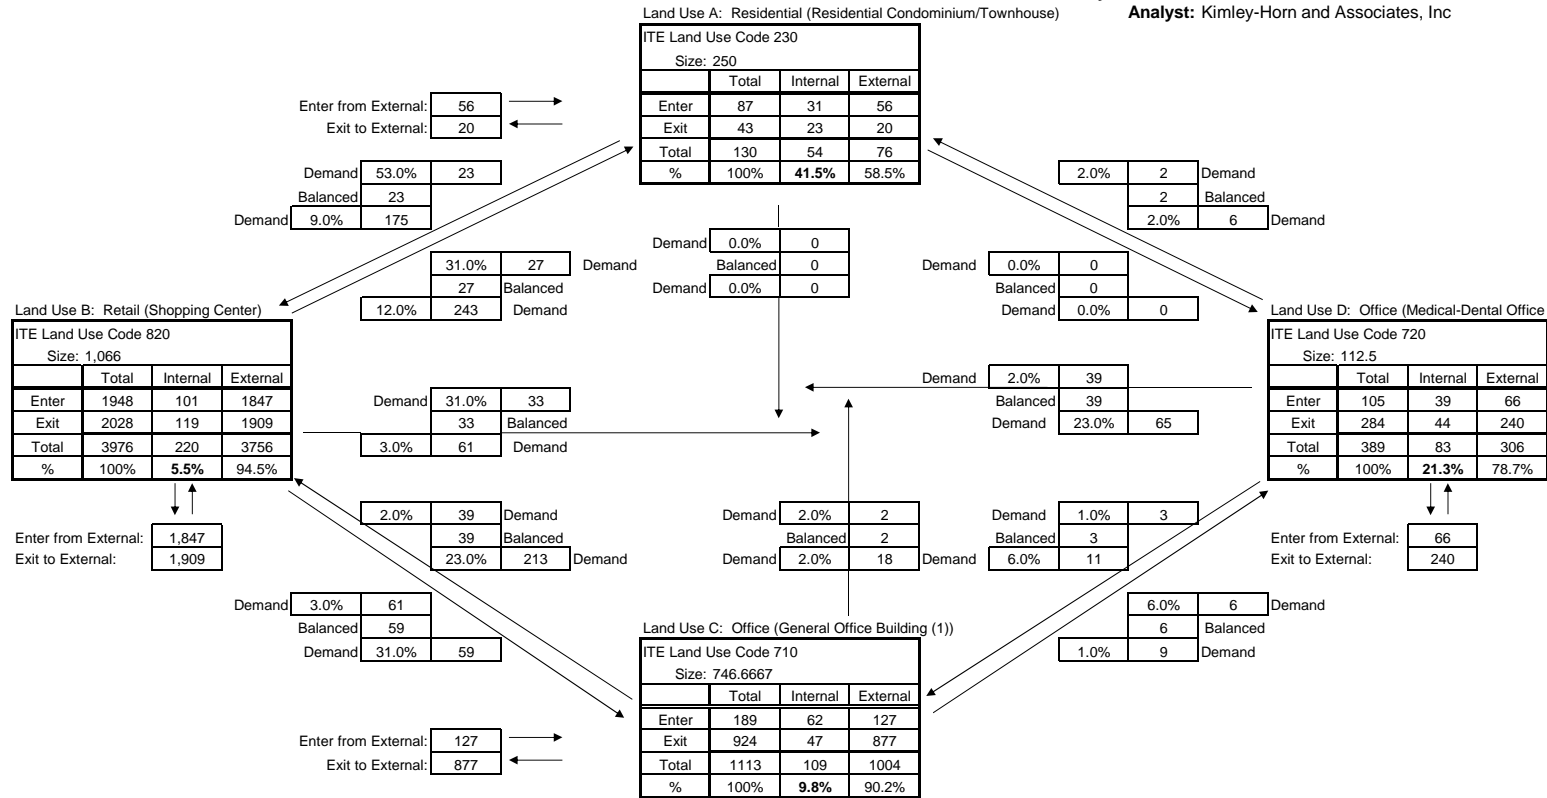 Land Use A: Residential (Residential Condominium/Townhouse)
Analyst: Kimley-Horn and Associates, Inc
ITE Land Use Code 230
Size: 250
Total Internal External
Enter 87 31 56
Exit 43 23 20
Total 130 54 76
% 100% 41.5% 58.5%
Enter from External: 56
Exit to External: 20
Demand 53.0% 23
Balanced 23
Demand 9.0% 175
2.0% 2 Demand
2 Balanced
2.0% 6 Demand
31.0% 27 Demand
27 Balanced
12.0% 243 Demand
Demand 0.0% 0
Balanced 0
Demand 0.0% 0
Demand 0.0% 0
Balanced 0
Demand 0.0% 0
Land Use B: Retail (Shopping Center)
ITE Land Use Code 820
Size: 1,066
Total Internal External
Enter 1948 101 1847
Exit 2028 119 1909
Total 3976 220 3756
% 100% 5.5% 94.5%
Enter from External: 1,847
Exit to External: 1,909
Demand 31.0% 33
33 Balanced
3.0% 61 Demand
Demand 2.0% 39
Balanced 39
Demand 23.0% 65
Land Use D: Office (Medical-Dental Office
ITE Land Use Code 720
Size: 112.5
Total Internal External
Enter 105 39 66
Exit 284 44 240
Total 389 83 306
% 100% 21.3% 78.7%
Enter from External: 66
Exit to External: 240
2.0% 39 Demand
39 Balanced
23.0% 213 Demand
Demand 2.0% 2
Balanced 2
Demand 2.0% 18
Demand 1.0% 3
Balanced 3
Demand 6.0% 11
Demand 3.0% 61
Balanced 59
Demand 31.0% 59
6.0% 6 Demand
6 Balanced
1.0% 9 Demand
Land Use C: Office (General Office Building (1))
ITE Land Use Code 710
Size: 746.6667
Total Internal External
Enter 189 62 127
Exit 924 47 877
Total 1113 109 1004
% 100% 9.8% 90.2%
Enter from External: 127
Exit to External: 877